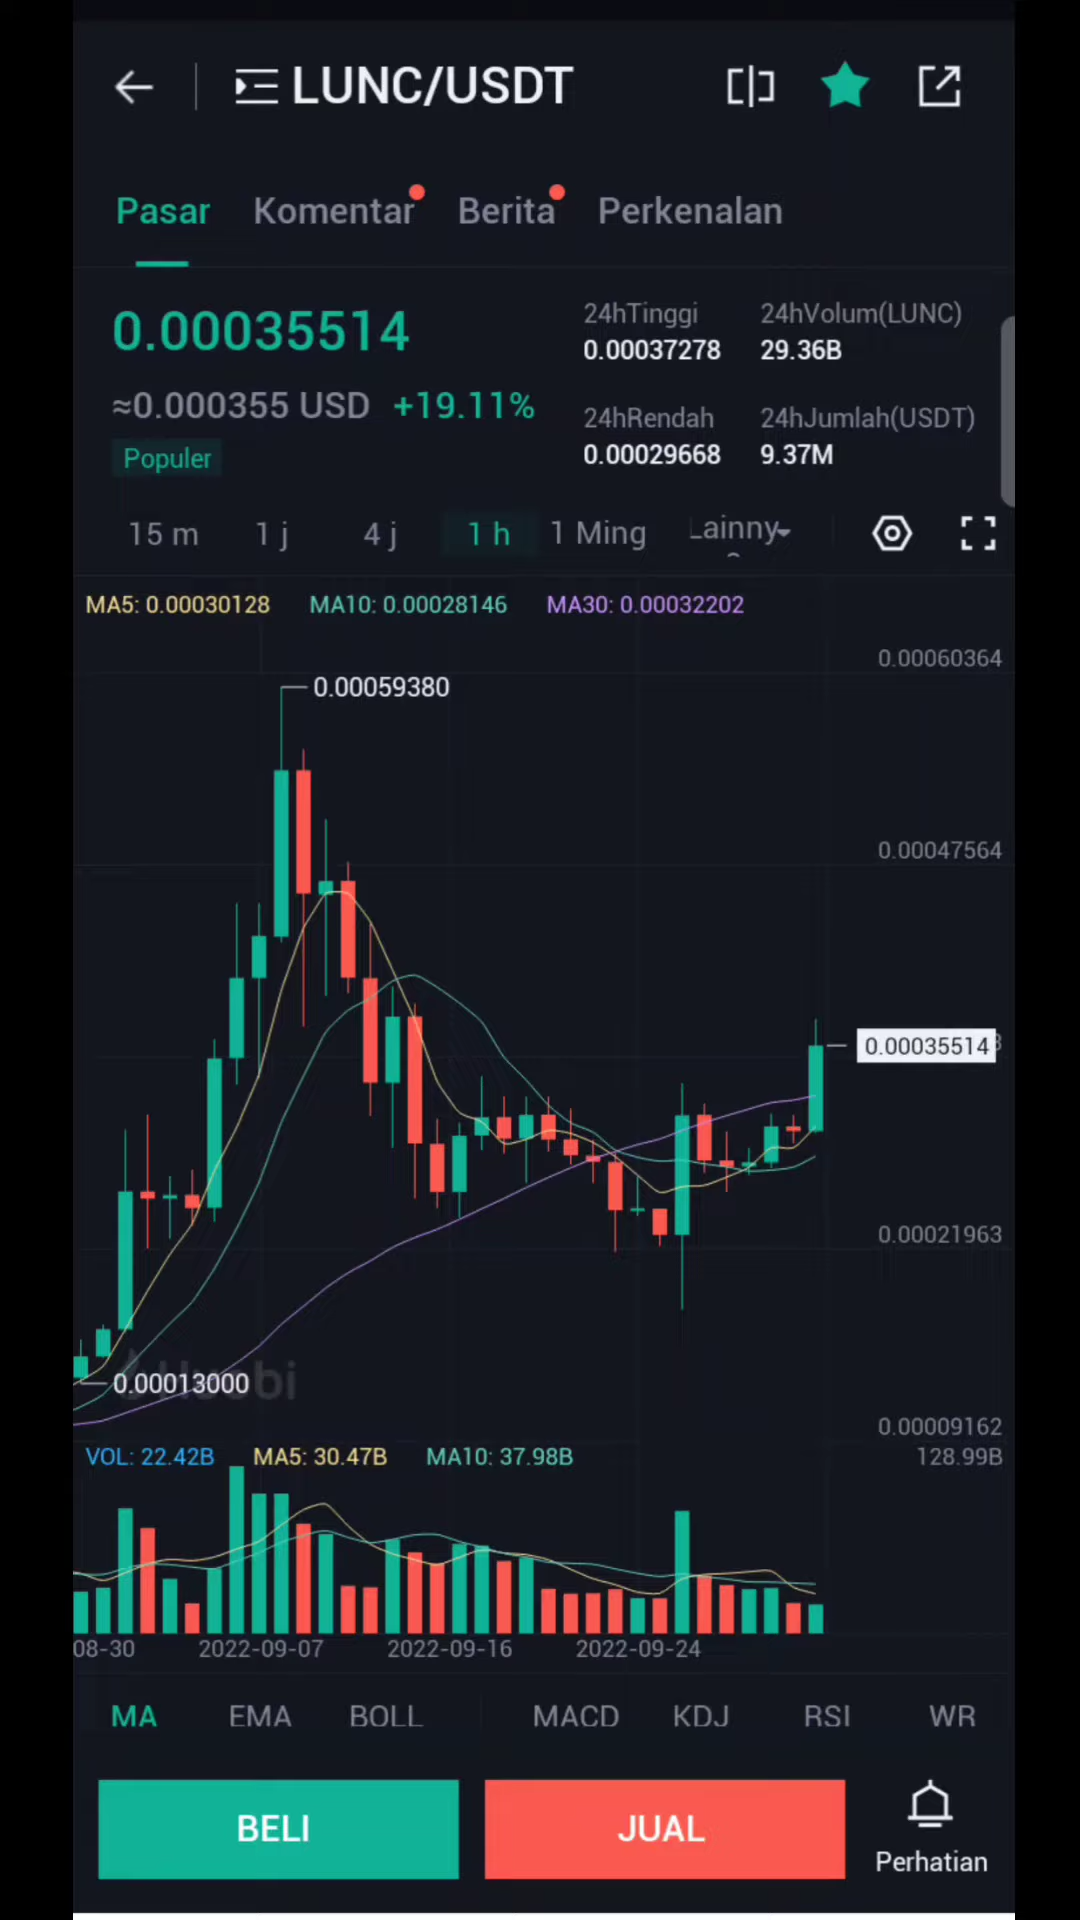 LUNC/USDT
Pasar Komentar Berita Perkenalan
0.00035514
≈0.000355 USD +19.11%
Populer
24hTinggi 24hVolum(LUNC)
0.00037278 29.36B
24hRendah 24hJumlah(USDT)
0.00029668 9.37M
15 m 1 j 4 j 1 h 1 Ming Lainny
MA5: 0.00030128 MA10: 0.00028146 MA30: 0.00032202
0.00060364
0.00059380
0.00047564
0.00035514
0.00021963
0.00013000
0.00009162
VOL: 22.42B MA5: 30.47B MA10: 37.98B 128.99B
08-30 2022-09-07 2022-09-16 2022-09-24
MA EMA BOLL MACD KDJ RSI WR
BELI JUAL
Perhatian